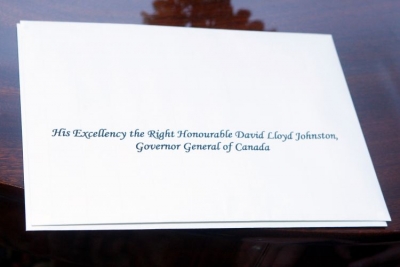 His Excellency the Right Honourable David Lloyd Johnston,
Governor General of Canada